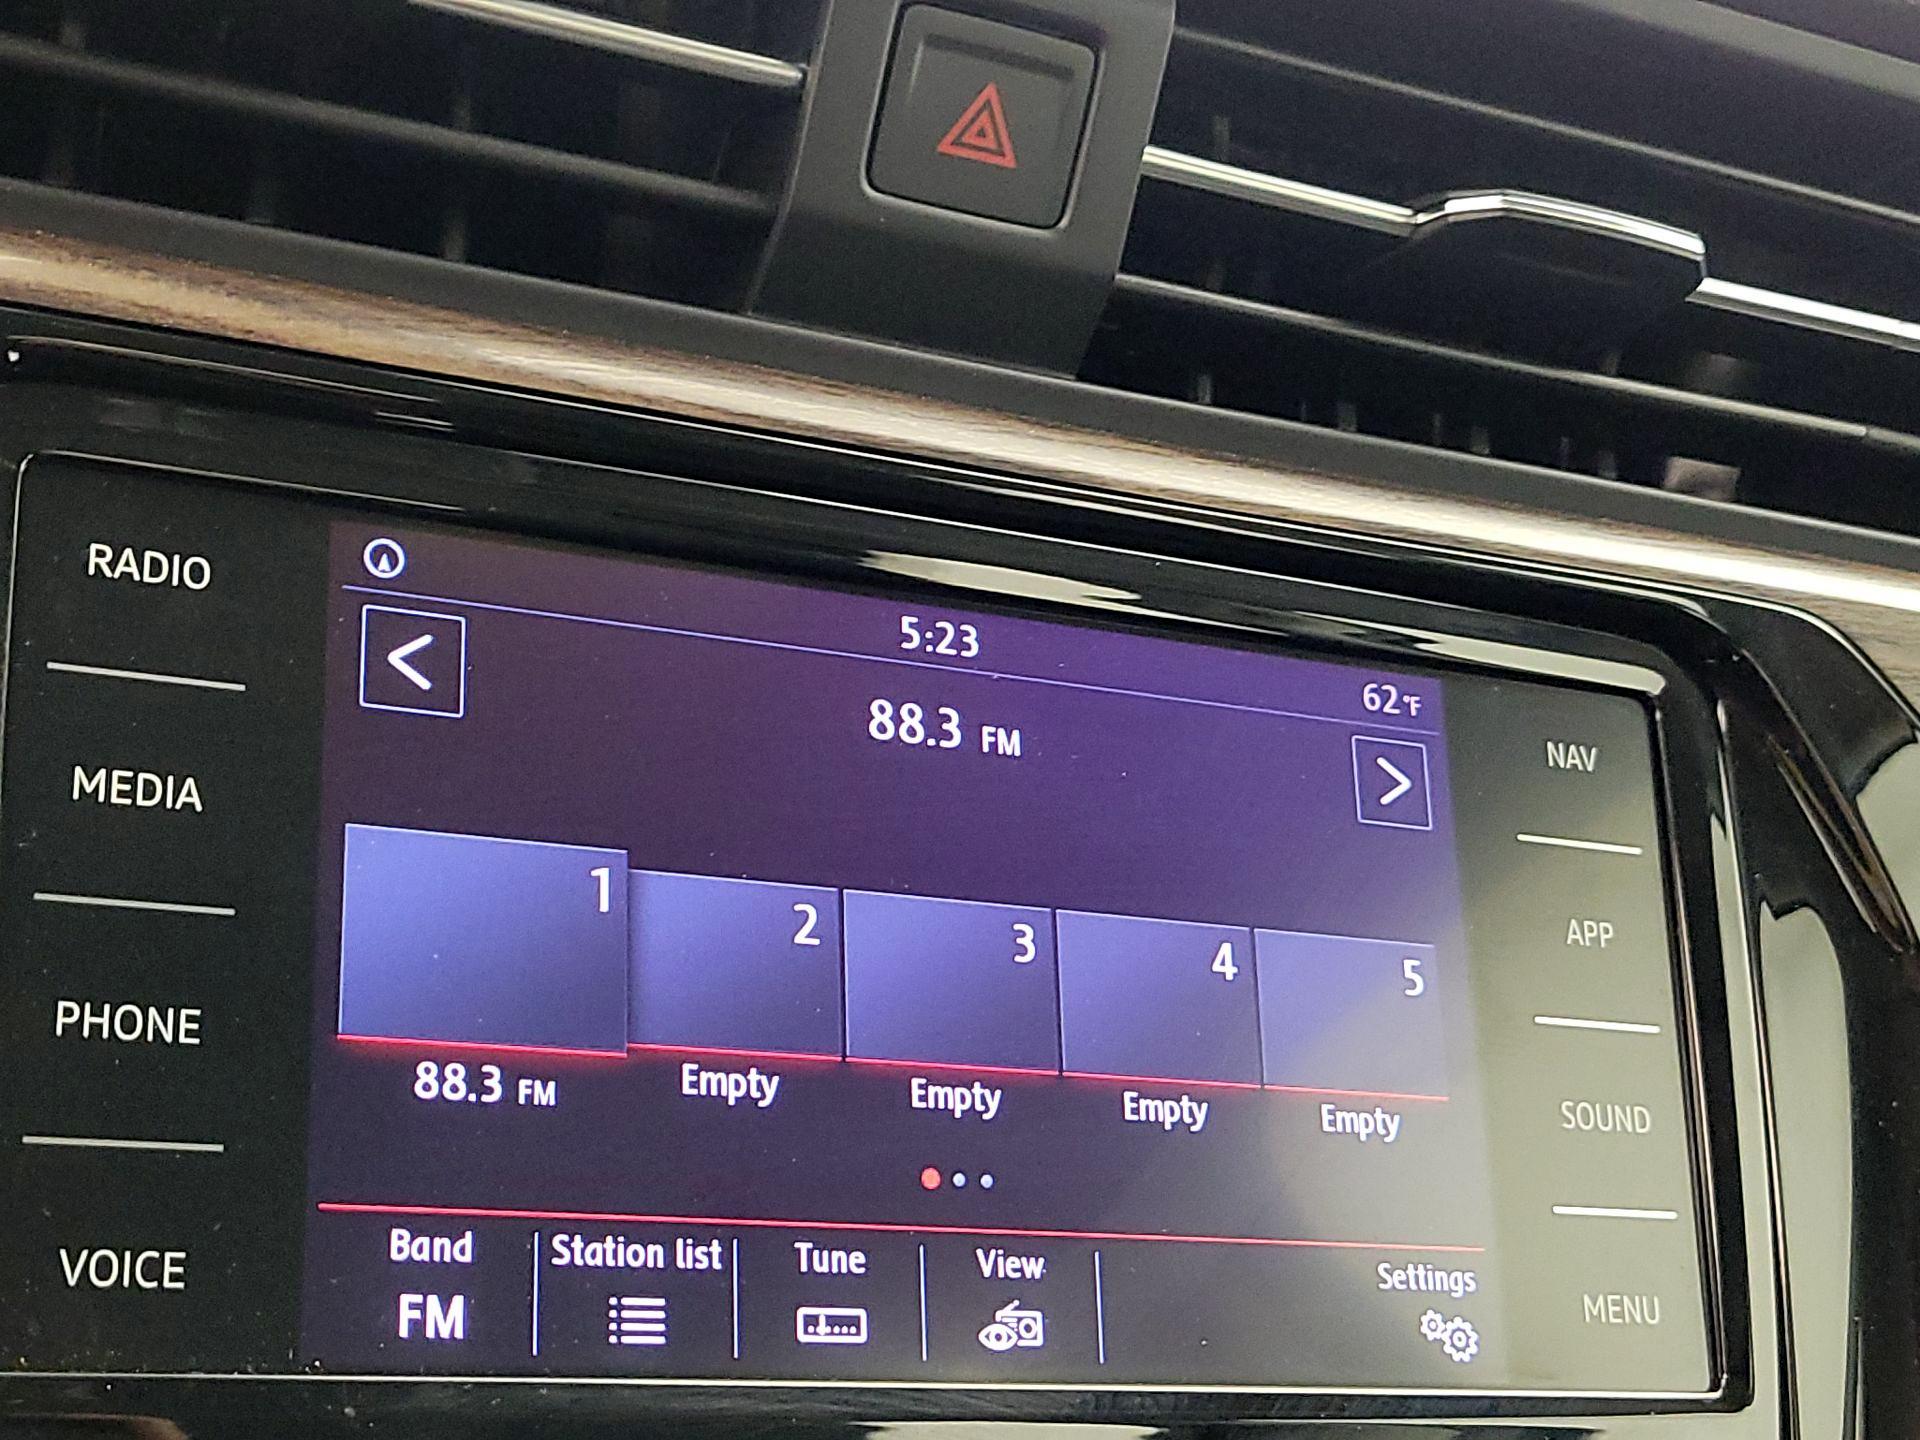 5:23
62°F
88.3 FM
RADIO
MEDIA
PHONE
VOICE
1
2
3
4
5
88.3 FM
Empty
Empty
Empty
Empty
Band
FM
Station list
Tune
View
Settings
NAV
APP
SOUND
MENU